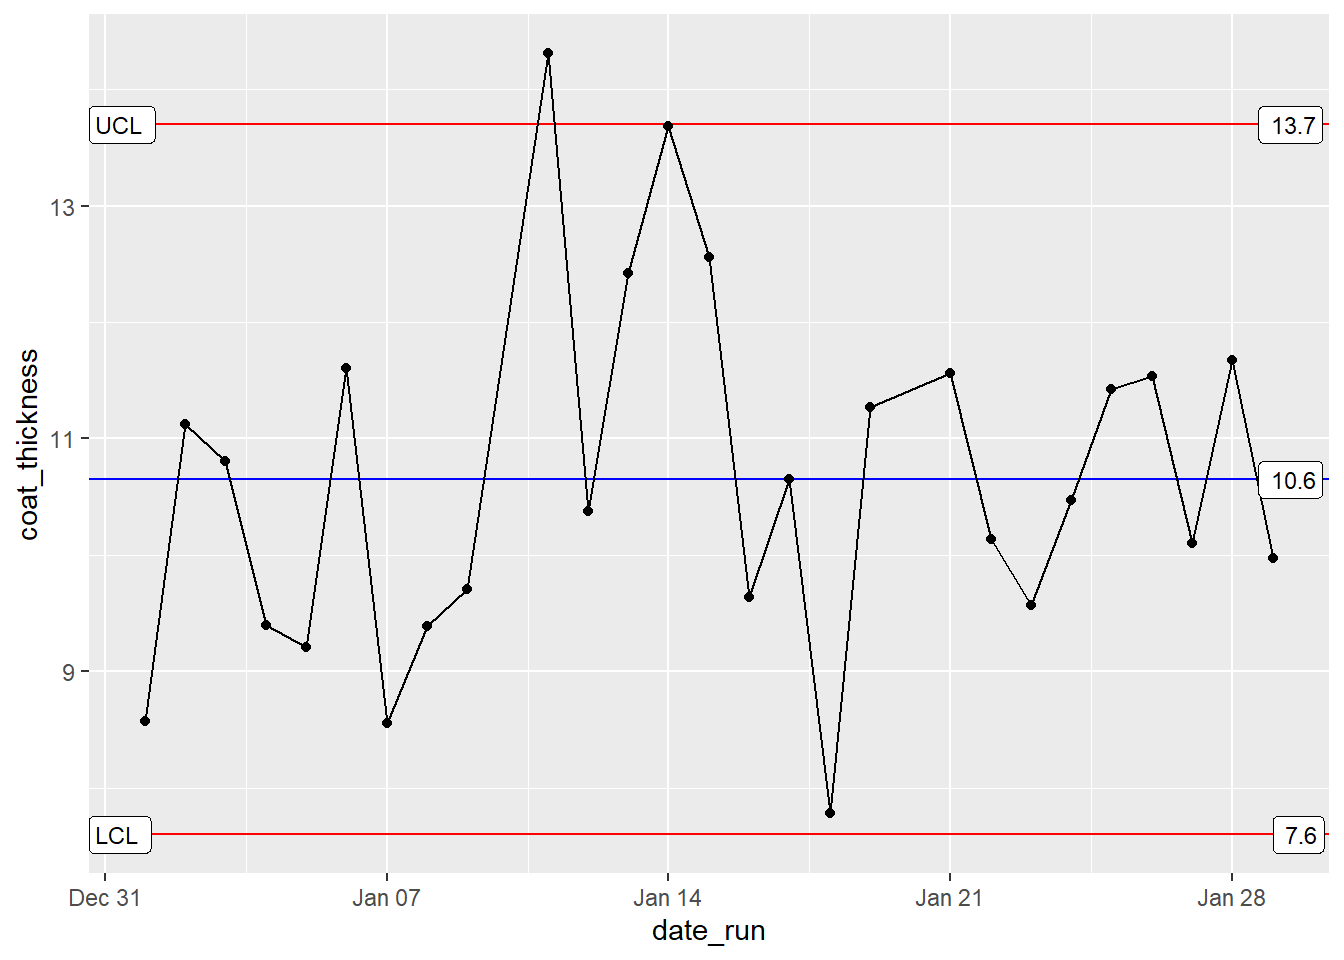 UCL
13.7
13
11
10.6
9
LCL
7.6
Dec 31
Jan 07
Jan 14
Jan 21
Jan 28
date_run
coat_thickness